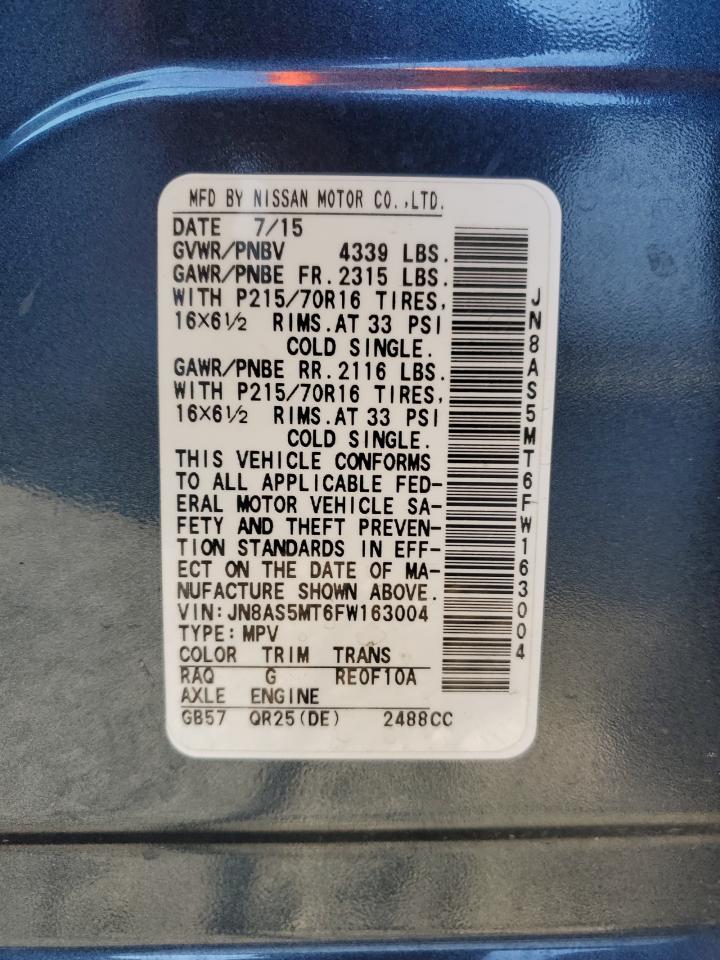 MFD BY NISSAN MOTOR CO.,LTD.
DATE 7/15
GVWR/PNBV 4339 LBS.
GAWR/PNBE FR.2315 LBS.
WITH P215/70R16 TIRES,
16×6½ RIMS.AT 33 PSI
COLD SINGLE.
GAWR/PNBE RR.2116 LBS.
WITH P215/70R16 TIRES,
16×6½ RIMS.AT 33 PSI
COLD SINGLE.
THIS VEHICLE CONFORMS
TO ALL APPLICABLE FED-
ERAL MOTOR VEHICLE SA-
FETY AND THEFT PREVEN-
TION STANDARDS IN EFF-
ECT ON THE DATE OF MA-
NUFACTURE SHOWN ABOVE.
VIN:JN8AS5MT6FW163004
TYPE:MPV
COLOR TRIM TRANS
RAQ G RE0F10A
AXLE ENGINE
GB57 QR25(DE) 2488CC
JN8AS5MT6FW163004